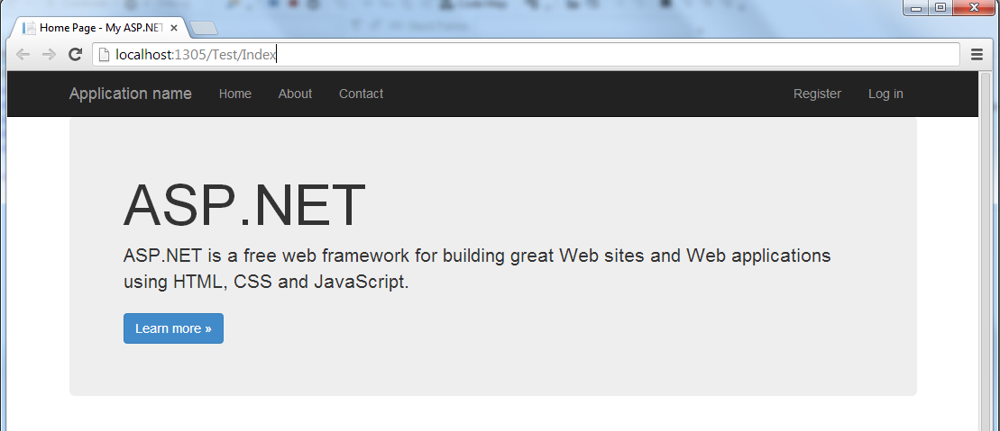 Home Page - My ASP.NET
localhost:1305/Test/Index
Application name Home About Contact Register Log in
ASP.NET
ASP.NET is a free web framework for building great Web sites and Web applications
using HTML, CSS and JavaScript.
Learn more »